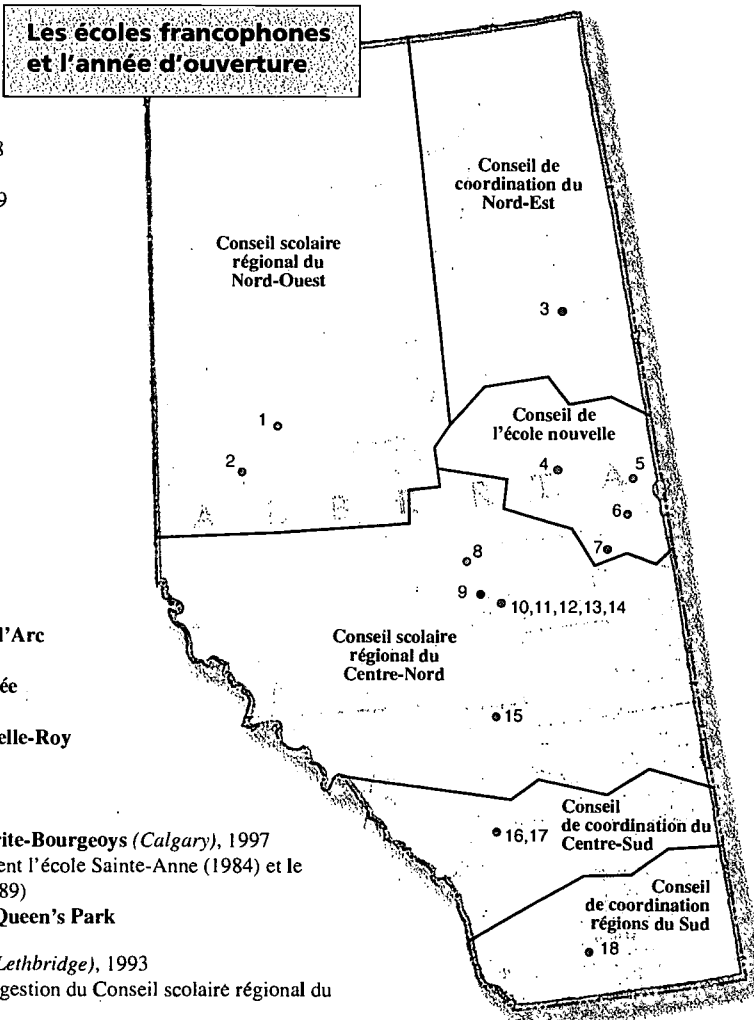 Les écoles francophones
et l'année d'ouverture
Conseil de
coordination du
Nord-Est
Conseil scolaire
régional du
Nord-Ouest
3
1
2
Conseil de
l'école nouvelle
4
5
6
7
A L B E R T A
8
9
10,11,12,13,14
Conseil scolaire
régional du
Centre-Nord
15
Conseil
de coordination du
Centre-Sud
16,17
Conseil
de coordination
régions du Sud
18
9
l'Arc
ée
elle-Roy
rite-Bourgeoys (Calgary), 1997
ent l'école Sainte-Anne (1984) et le
89)
Queen's Park
Lethbridge), 1993
gestion du Conseil scolaire régional du